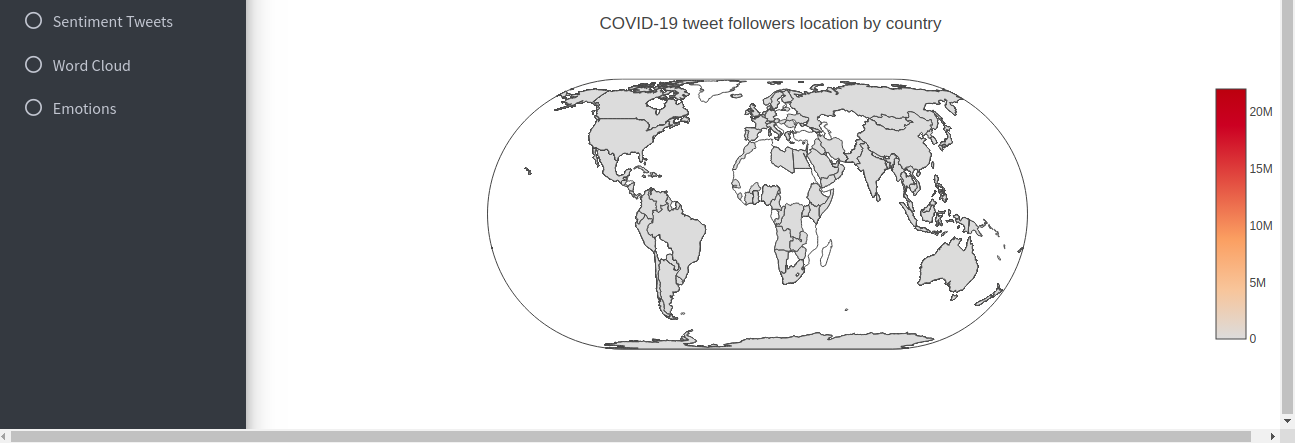 Sentiment Tweets
Word Cloud
Emotions
COVID-19 tweet followers location by country
20M
15M
10M
5M
0